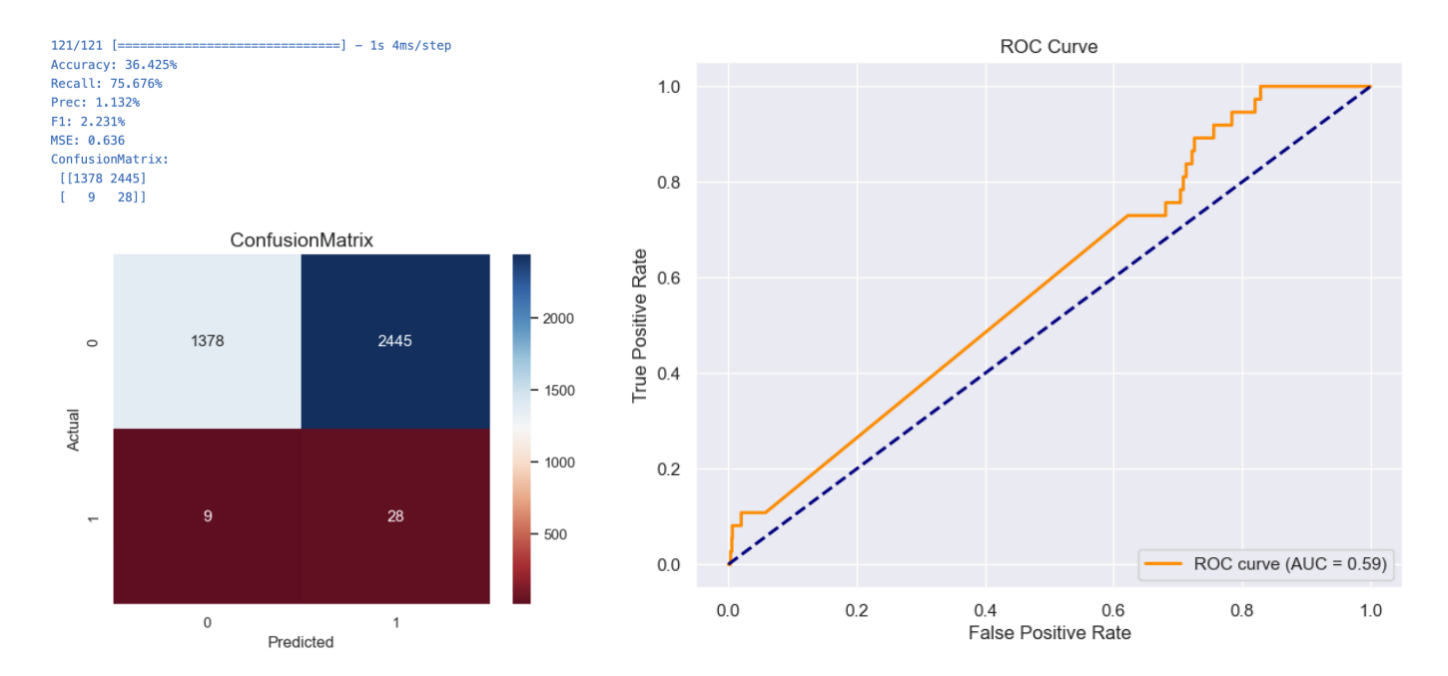 121/121 [==============================] - 1s 4ms/step
Accuracy: 36.425%
Recall: 75.676%
Prec: 1.132%
F1: 2.231%
MSE: 0.636
ConfusionMatrix:
[[1378 2445]
[ 9 28]]
ConfusionMatrix
1378 2445
9 28
0
1
Actual
0 1
Predicted
2000
1500
1000
500
ROC Curve
1.0
0.8
0.6
0.4
0.2
0.0
True Positive Rate
ROC curve (AUC = 0.59)
0.0 0.2 0.4 0.6 0.8 1.0
False Positive Rate